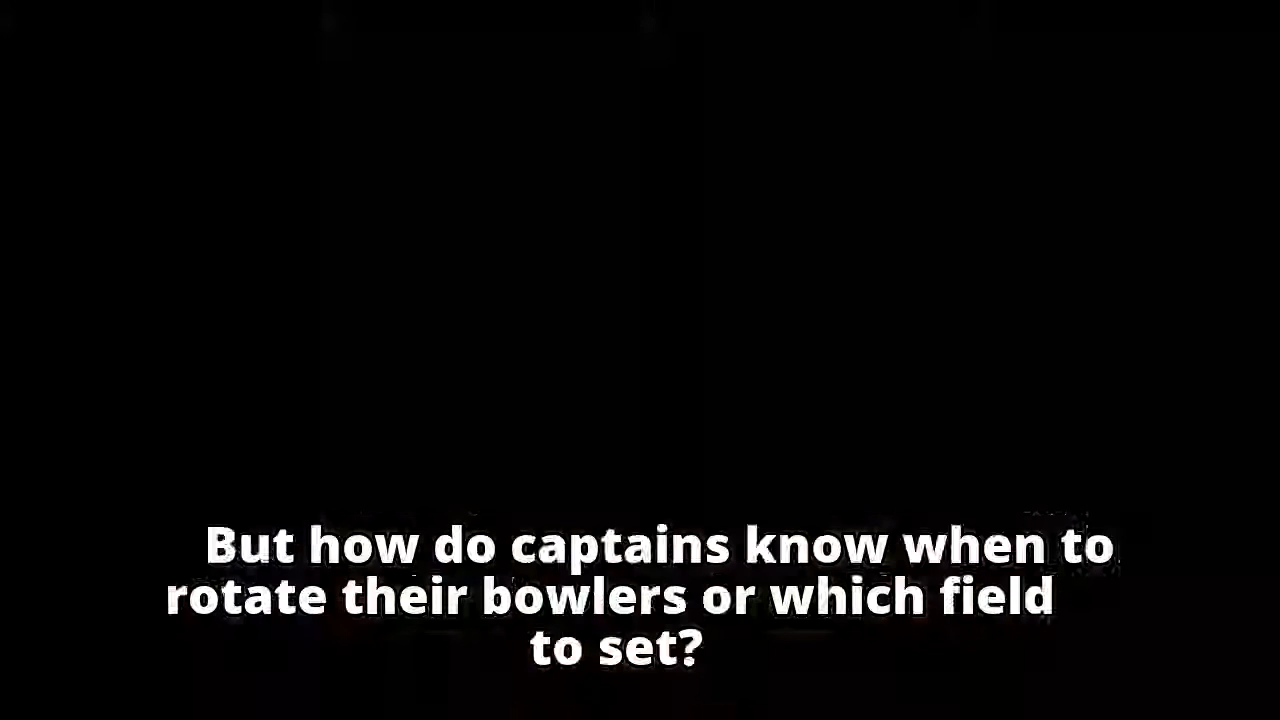 But how do captains know when to
rotate their bowlers or which field
to set?